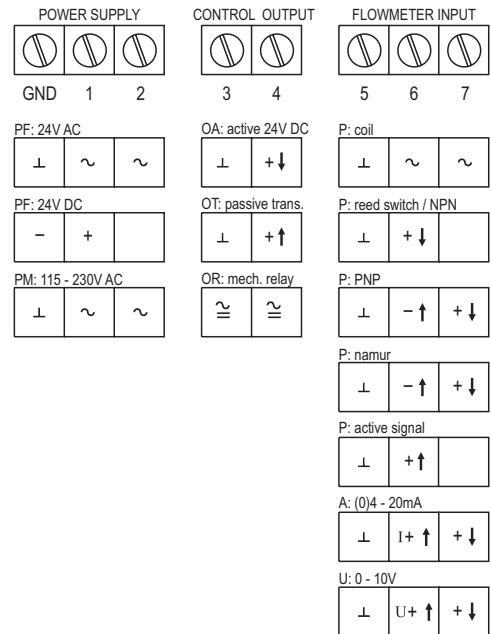 POWER SUPPLY
GND 1 2
PF: 24V AC
⊥ ~ ~
PF: 24V DC
– +
PM: 115 - 230V AC
⊥ ~ ~
CONTROL OUTPUT
3 4
OA: active 24V DC
⊥ +↓
OT: passive trans.
⊥ +↑
OR: mech. relay
≅ ≅
FLOWMETER INPUT
5 6 7
P: coil
⊥ ~ ~
P: reed switch / NPN
⊥ +↓
P: PNP
⊥ –↑ +↓
P: namur
⊥ –↑ +↓
P: active signal
⊥ +↑
A: (0)4 - 20mA
⊥ I+ ↑ +↓
U: 0 - 10V
⊥ U+ ↑ +↓